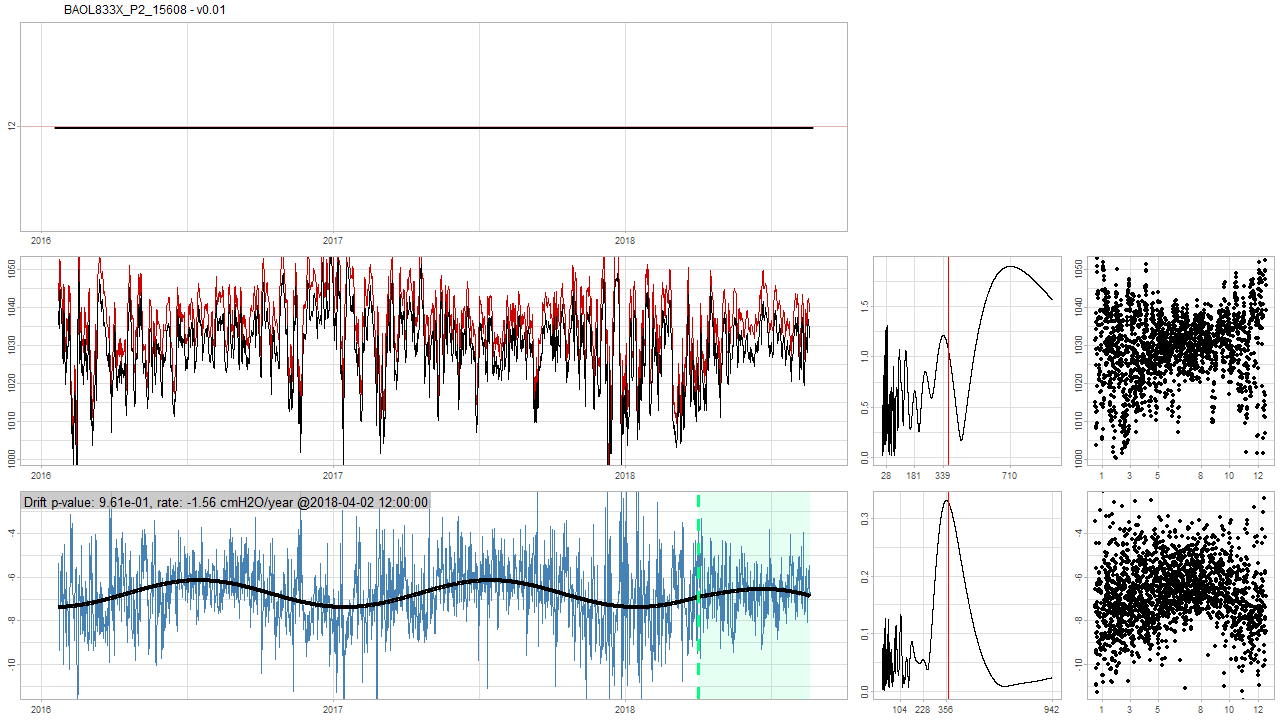 BAOL833X_P2_15608 - v0.01
12
2016 2017 2018
1000 1010 1020 1030 1040 1050
2016 2017 2018
0.0 0.5 1.0 1.5
28 181 339 710
1000 1010 1020 1030 1040 1050
1 3 5 8 10 12
Drift p-value: 9.61e-01, rate: -1.56 cmH2O/year @2018-04-02 12:00:00
-10 -8 -6 -4
2016 2017 2018
0.0 0.1 0.2 0.3
104 228 356 942
-10 -8 -6 -4
1 3 5 8 10 12